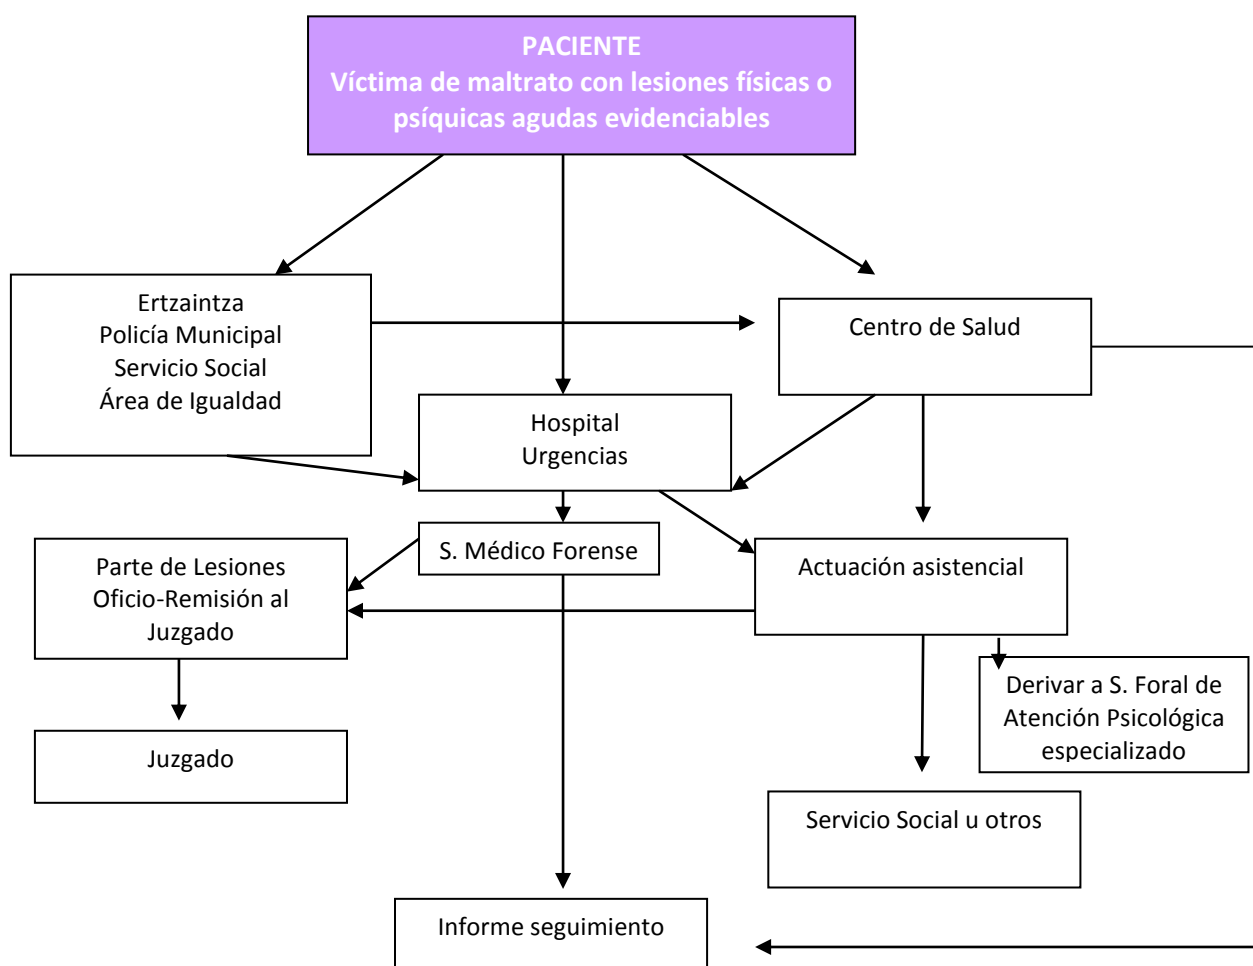 PACIENTE
Víctima de maltrato con lesiones físicas o
psíquicas agudas evidenciables
Ertzaintza
Policía Municipal
Servicio Social
Área de Igualdad
Centro de Salud
Hospital
Urgencias
S. Médico Forense
Parte de Lesiones
Oficio-Remisión al
Juzgado
Actuación asistencial
Derivar a S. Foral de
Atención Psicológica
especializado
Juzgado
Servicio Social u otros
Informe seguimiento